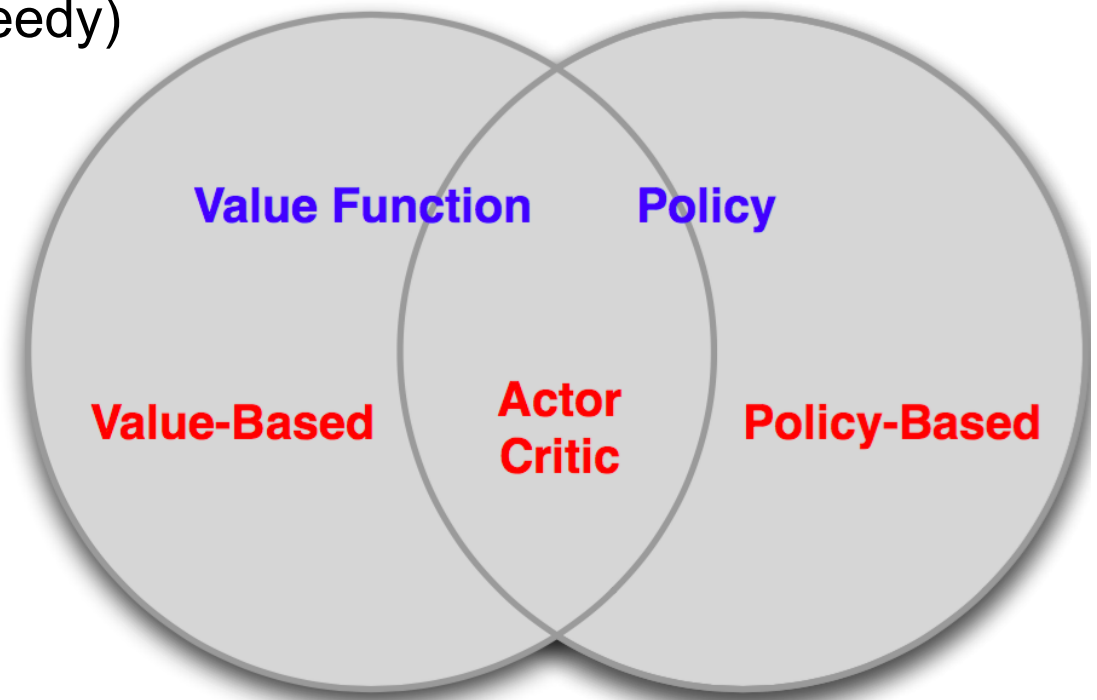 eedy)
Value Function Policy
Value-Based Actor Critic Policy-Based